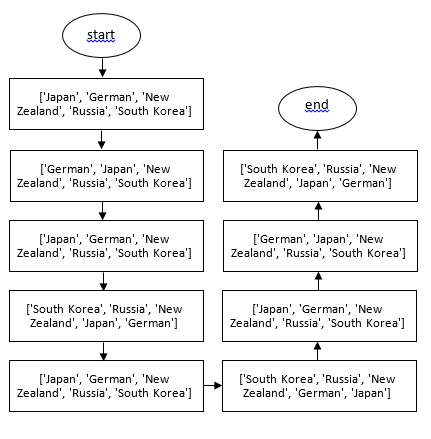 start
['Japan', 'German', 'New
Zealand', 'Russia', 'South Korea']
['German', 'Japan', 'New
Zealand', 'Russia', 'South Korea']
['Japan', 'German', 'New
Zealand', 'Russia', 'South Korea']
['South Korea', 'Russia', 'New
Zealand', 'Japan', 'German']
['Japan', 'German', 'New
Zealand', 'Russia', 'South Korea']
['South Korea', 'Russia', 'New
Zealand', 'German', 'Japan']
['Japan', 'German', 'New
Zealand', 'Russia', 'South Korea']
['German', 'Japan', 'New
Zealand', 'Russia', 'South Korea']
['South Korea', 'Russia', 'New
Zealand', 'Japan', 'German']
end